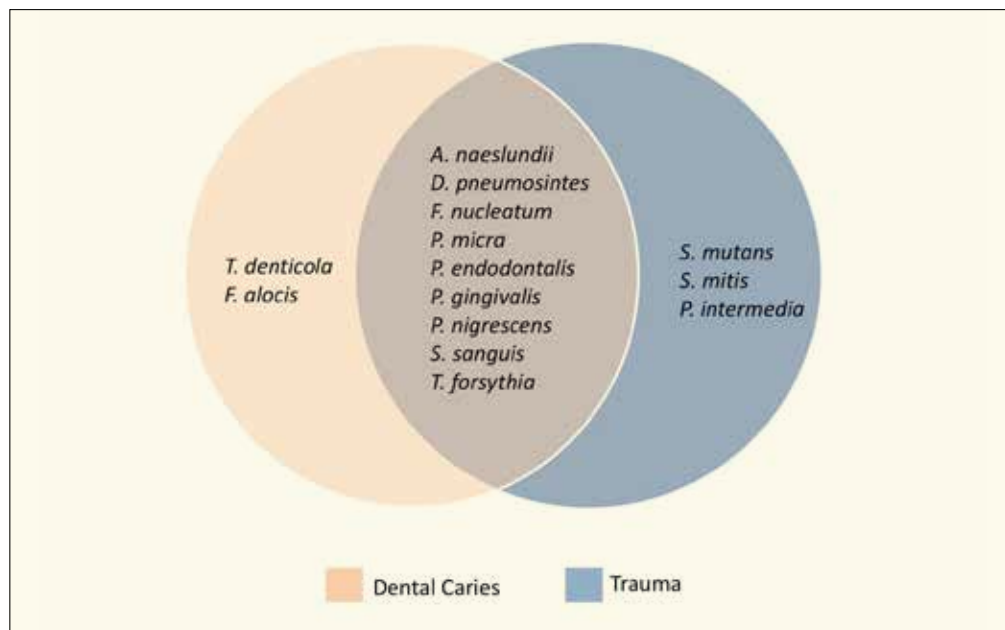 T. denticola
F. alocis
A. naeslundii
D. pneumosintes
F. nucleatum
P. micra
P. endodontalis
P. gingivalis
P. nigrescens
S. sanguis
T. forsythia
S. mutans
S. mitis
P. intermedia
Dental Caries
Trauma